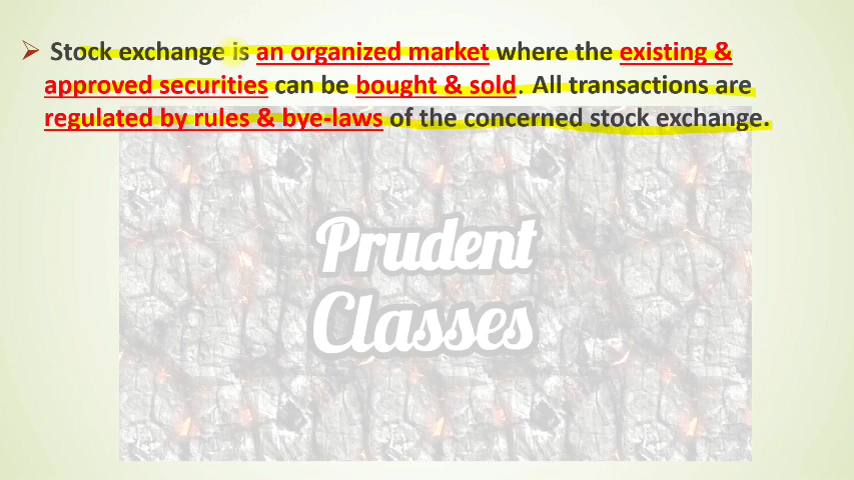 ➢ Stock exchange is an organized market where the existing &
approved securities can be bought & sold. All transactions are
regulated by rules & bye-laws of the concerned stock exchange.
Prudent
Classes